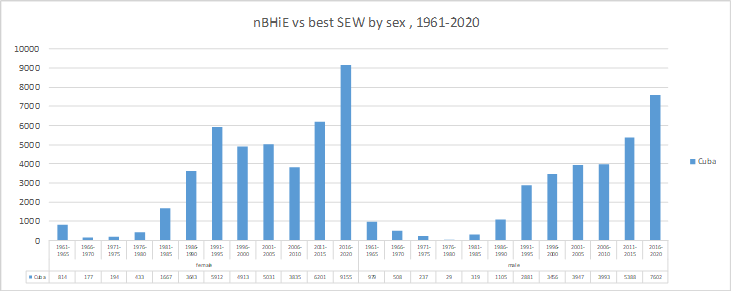 nBHiE vs best SEW by sex , 1961-2020
10000
9000
8000
7000
6000
5000
4000
3000
2000
1000
0
Cuba
1961-1965 1966-1970 1971-1975 1976-1980 1981-1985 1986-1990 1991-1995 1996-2000 2001-2005 2006-2010 2011-2015 2016-2020 1961-1965 1966-1970 1971-1975 1976-1980 1981-1985 1986-1990 1991-1995 1996-2000 2001-2005 2006-2010 2011-2015 2016-2020
female male
Cuba 814 177 194 433 1667 3643 5912 4913 5031 3835 6201 9155 979 508 237 29 319 1105 2881 3456 3947 3993 5388 7602